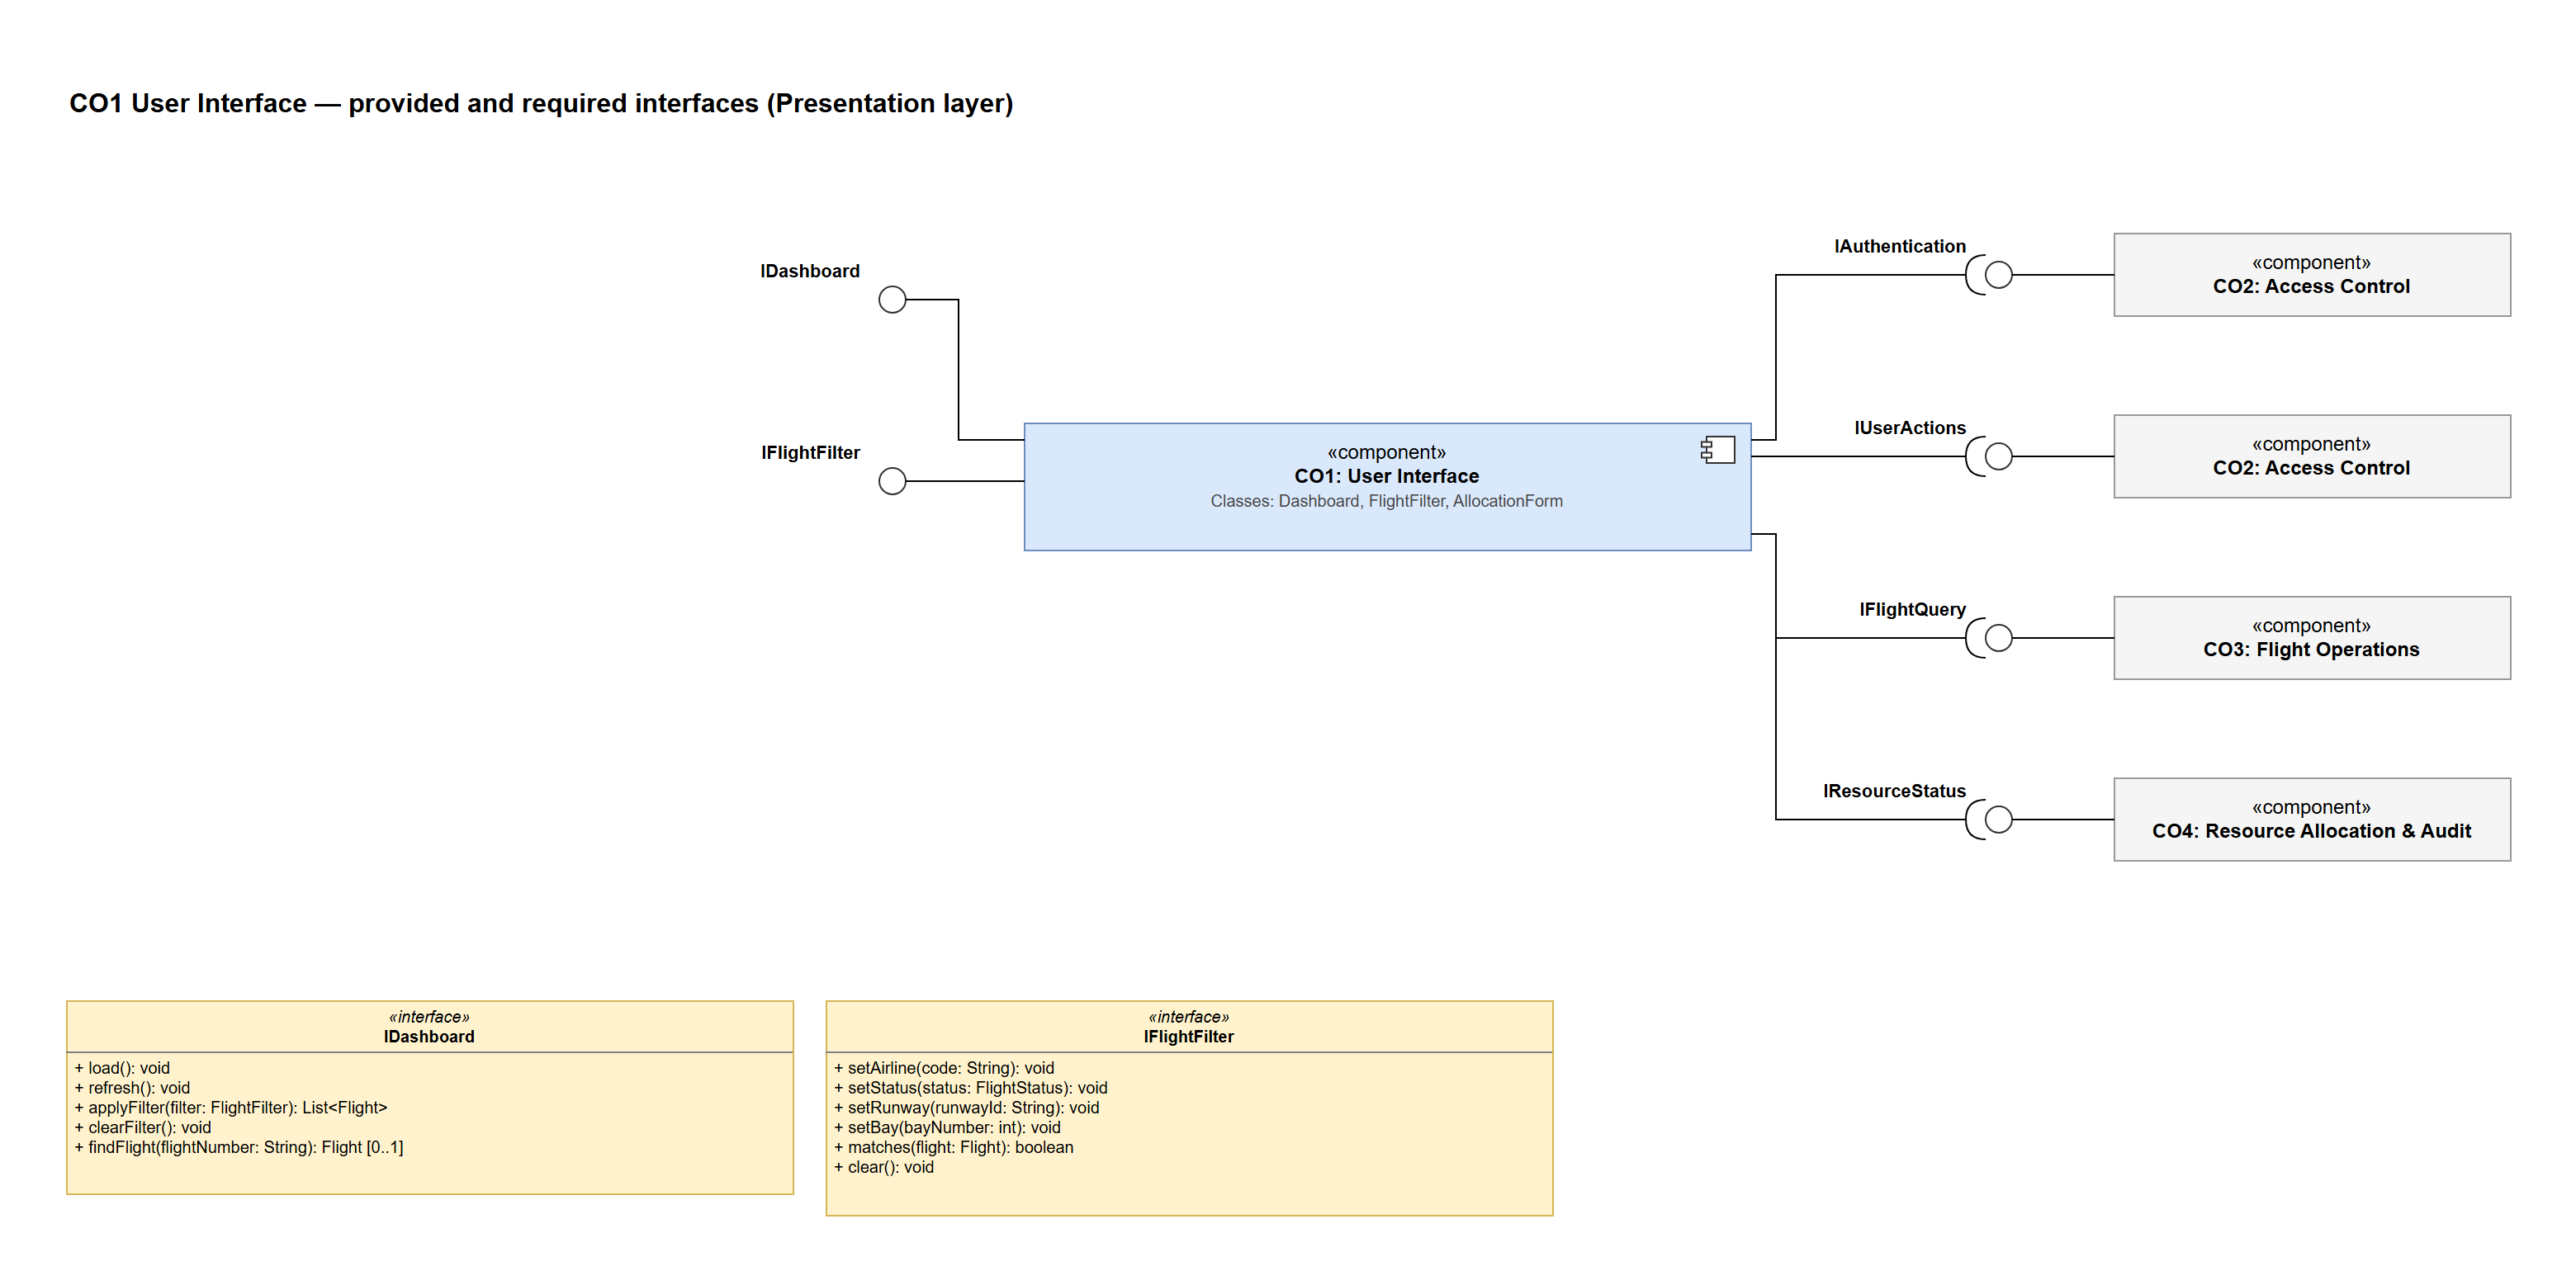 CO1 User Interface — provided and required interfaces (Presentation layer)
IDashboard
IFlightFilter
«component»
CO1: User Interface
Classes: Dashboard, FlightFilter, AllocationForm
IAuthentication
«component»
CO2: Access Control
IUserActions
«component»
CO2: Access Control
IFlightQuery
«component»
CO3: Flight Operations
IResourceStatus
«component»
CO4: Resource Allocation & Audit
«interface»
IDashboard
+ load(): void
+ refresh(): void
+ applyFilter(filter: FlightFilter): List<Flight>
+ clearFilter(): void
+ findFlight(flightNumber: String): Flight [0..1]
«interface»
IFlightFilter
+ setAirline(code: String): void
+ setStatus(status: FlightStatus): void
+ setRunway(runwayId: String): void
+ setBay(bayNumber: int): void
+ matches(flight: Flight): boolean
+ clear(): void